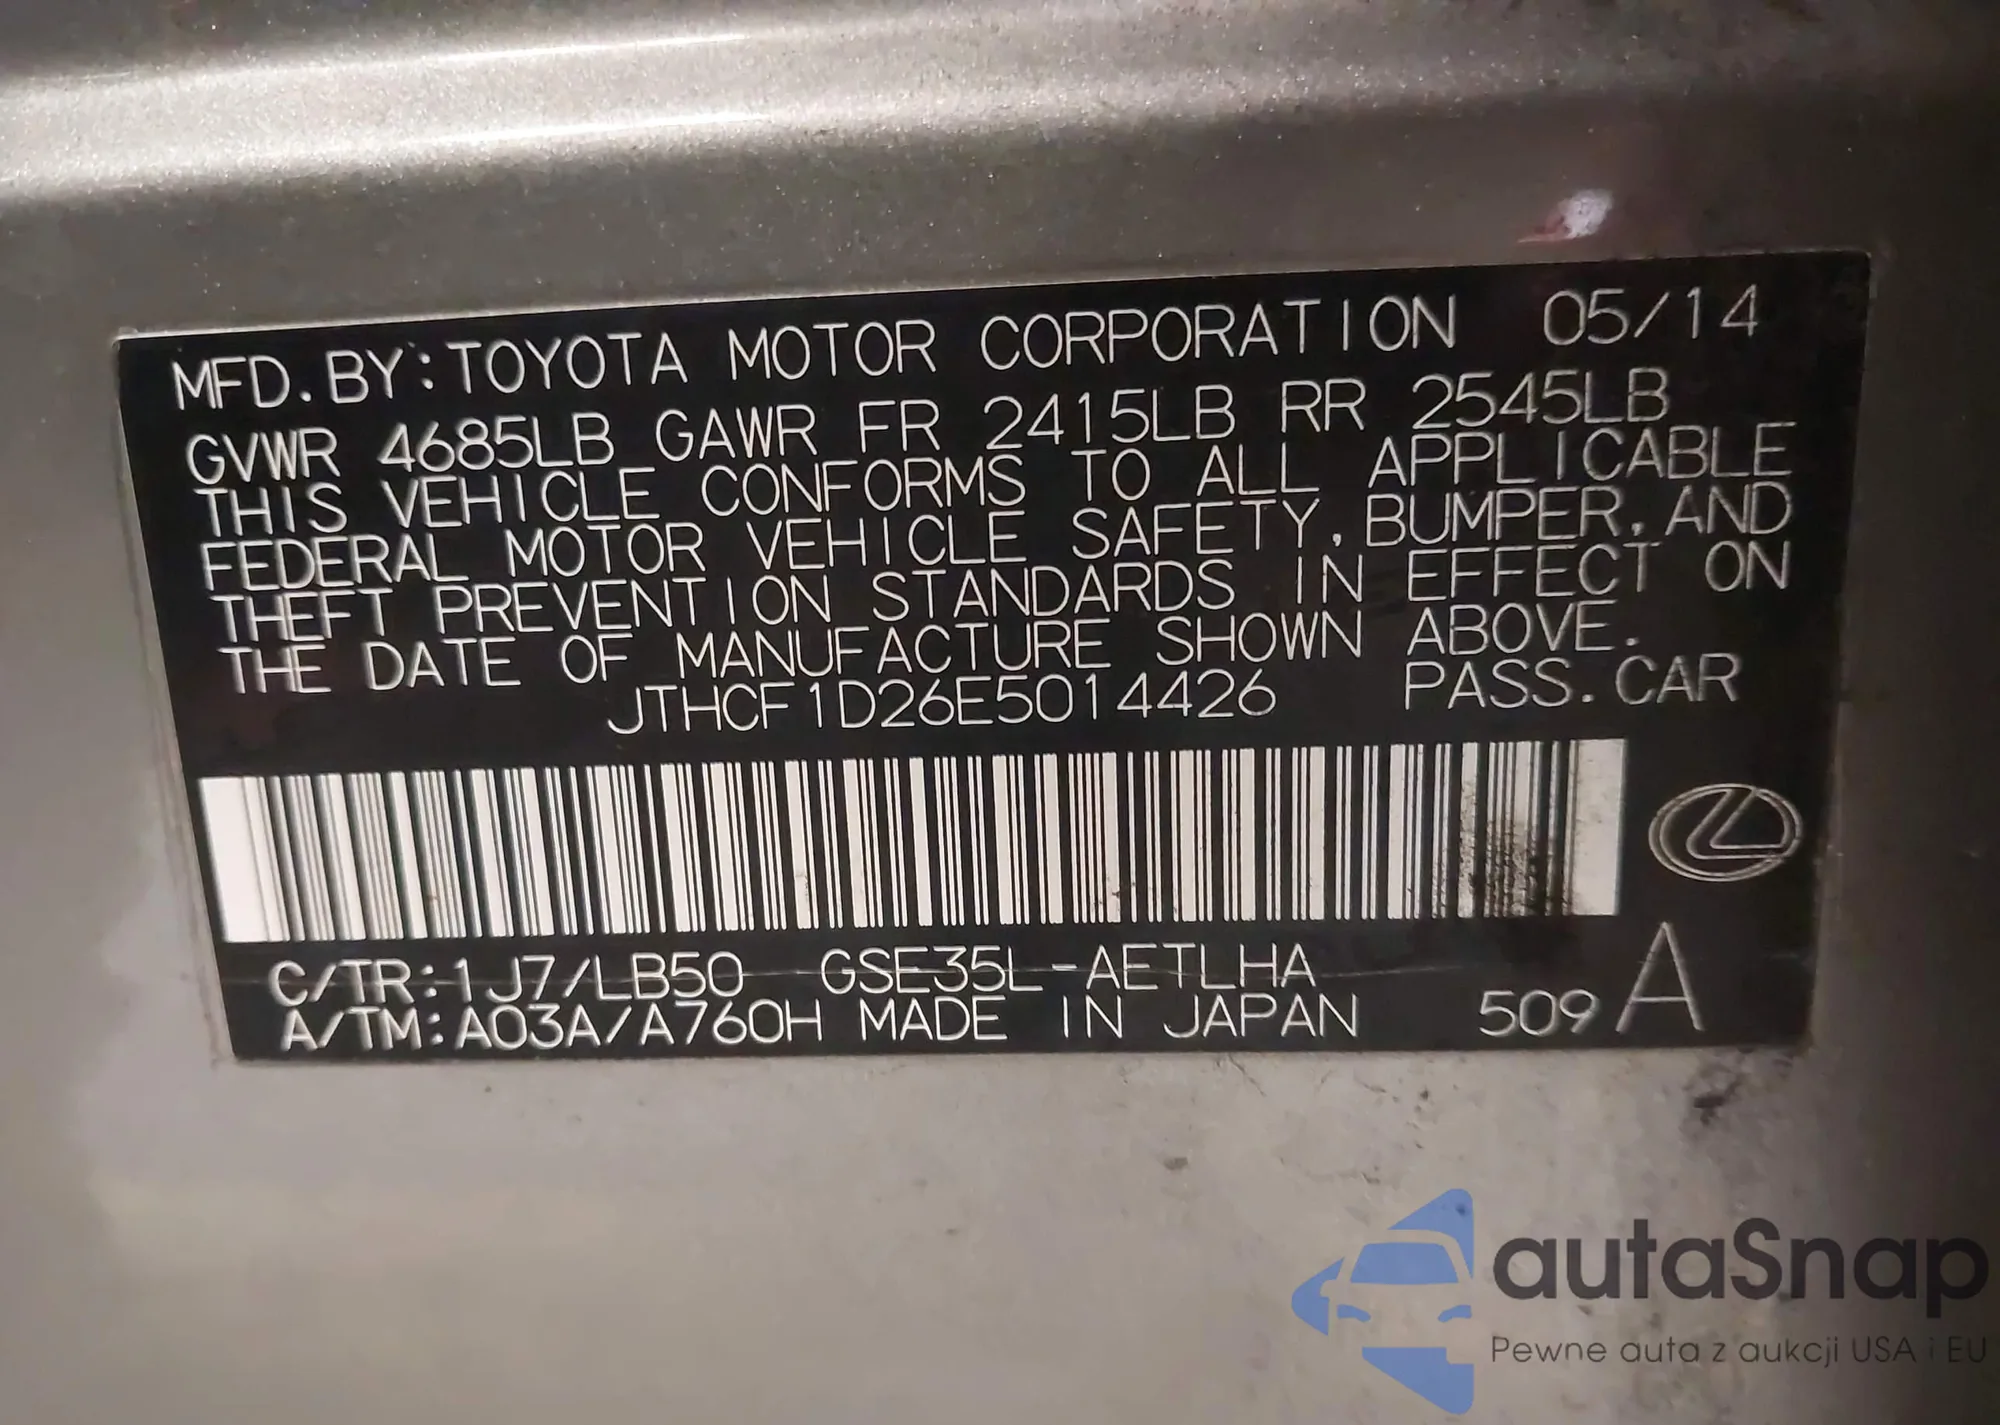 MFD. BY: TOYOTA MOTOR CORPORATION 05/14
GVWR 4685LB GAWR FR 2415LB RR 2545LB
THIS VEHICLE CONFORMS TO ALL APPLICABLE
FEDERAL MOTOR VEHICLE SAFETY, BUMPER, AND
THEFT PREVENTION STANDARDS IN EFFECT ON
THE DATE OF MANUFACTURE SHOWN ABOVE.
JTHCF1D26E5014426 PASS. CAR
C/TR: 1J7/LB50 GSE35L-AETLHA
A/TM: A03A/A760H MADE IN JAPAN 509 A
autaSnap
Pewne auta z aukcji USA i EU